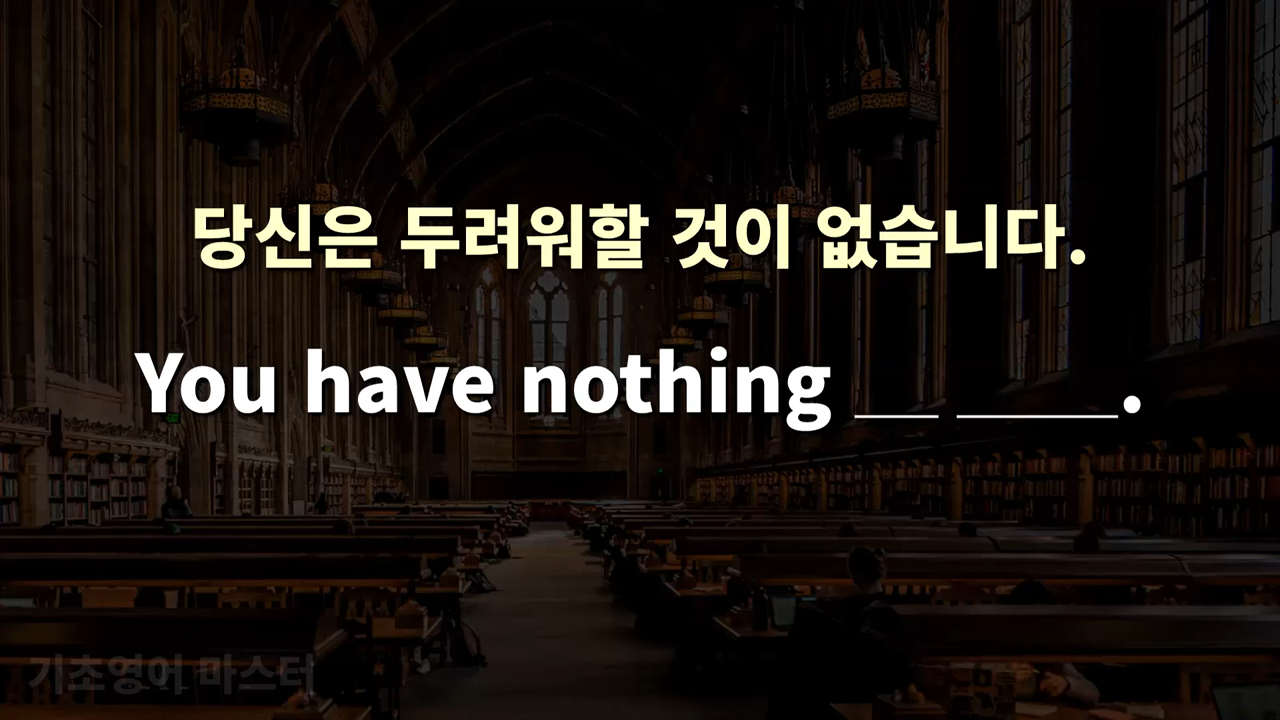 당신은 두려워할 것이 없습니다.
You have nothing __ ____.
기초영어 마스터